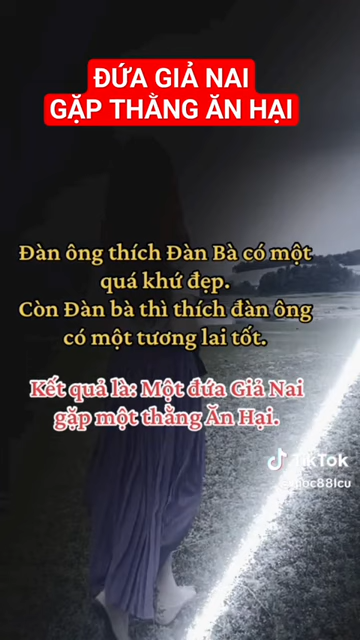 ĐỨA GIẢ NAI
GẶP THẰNG ĂN HẠI
Đàn ông thích Đàn Bà có một
quá khứ đẹp.
Còn Đàn bà thì thích đàn ông
có một tương lai tốt.
Kết quả là: Một đứa Giả Nai
gặp một thằng Ăn Hại.
TikTok